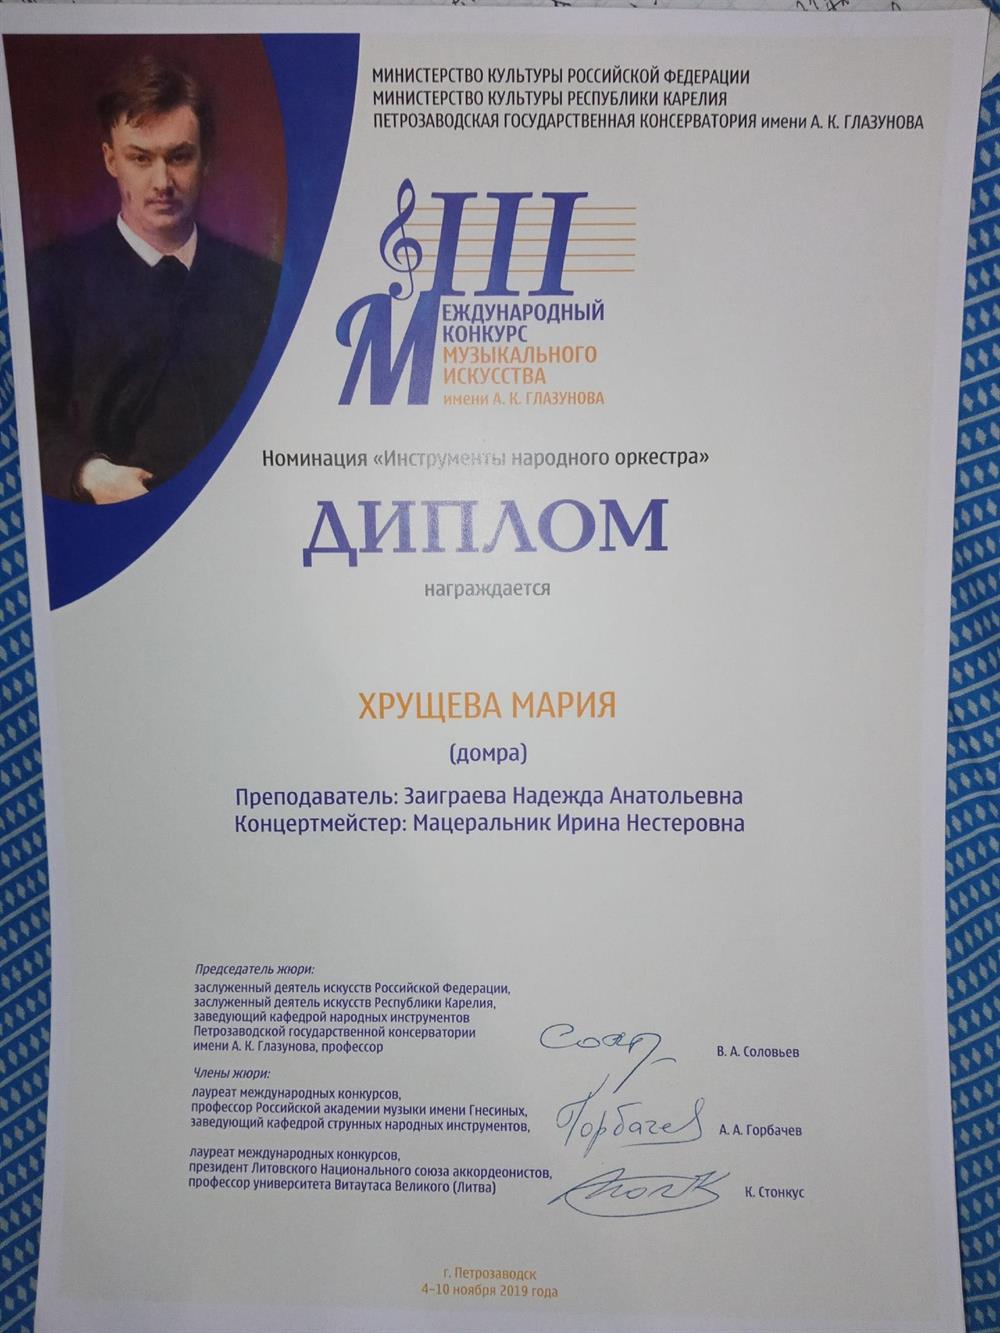 МИНИСТЕРСТВО КУЛЬТУРЫ РОССИЙСКОЙ ФЕДЕРАЦИИ
МИНИСТЕРСТВО КУЛЬТУРЫ РЕСПУБЛИКИ КАРЕЛИЯ
ПЕТРОЗАВОДСКАЯ ГОСУДАРСТВЕННАЯ КОНСЕРВАТОРИЯ имени А. К. ГЛАЗУНОВА
III
МЕЖДУНАРОДНЫЙ
КОНКУРС
МУЗЫКАЛЬНОГО
ИСКУССТВА
имени А. К. ГЛАЗУНОВА
Номинация «Инструменты народного оркестра»
ДИПЛОМ
награждается
ХРУЩЕВА МАРИЯ
(домра)
Преподаватель: Заиграева Надежда Анатольевна
Концертмейстер: Мацеральник Ирина Нестеровна
Председатель жюри:
заслуженный деятель искусств Российской Федерации,
заслуженный деятель искусств Республики Карелия,
заведующий кафедрой народных инструментов
Петрозаводской государственной консерватории
имени А. К. Глазунова, профессор
В. А. Соловьев
Члены жюри:
лауреат международных конкурсов,
профессор Российской академии музыки имени Гнесиных,
заведующий кафедрой струнных народных инструментов,
Горбачев
А. А. Горбачев
лауреат международных конкурсов,
президент Литовского Национального союза аккордеонистов,
профессор университета Витаутаса Великого (Литва)
К. Стонкус
г. Петрозаводск
4–10 ноября 2019 года